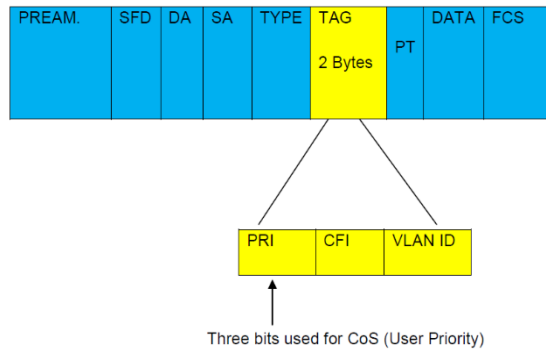 PREAM. SFD DA SA TYPE TAG DATA FCS
2 Bytes
PT
PRI CFI VLAN ID
Three bits used for CoS (User Priority)